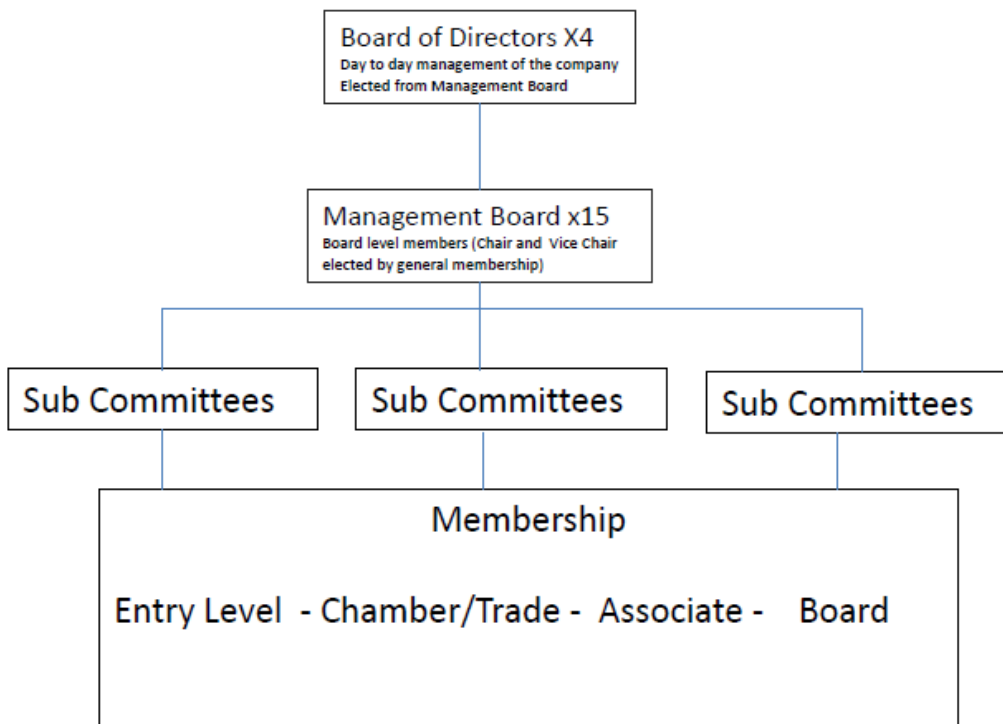 Board of Directors X4
Day to day management of the company
Elected from Management Board
Management Board x15
Board level members (Chair and Vice Chair
elected by general membership)
Sub Committees
Sub Committees
Sub Committees
Membership
Entry Level - Chamber/Trade - Associate - Board